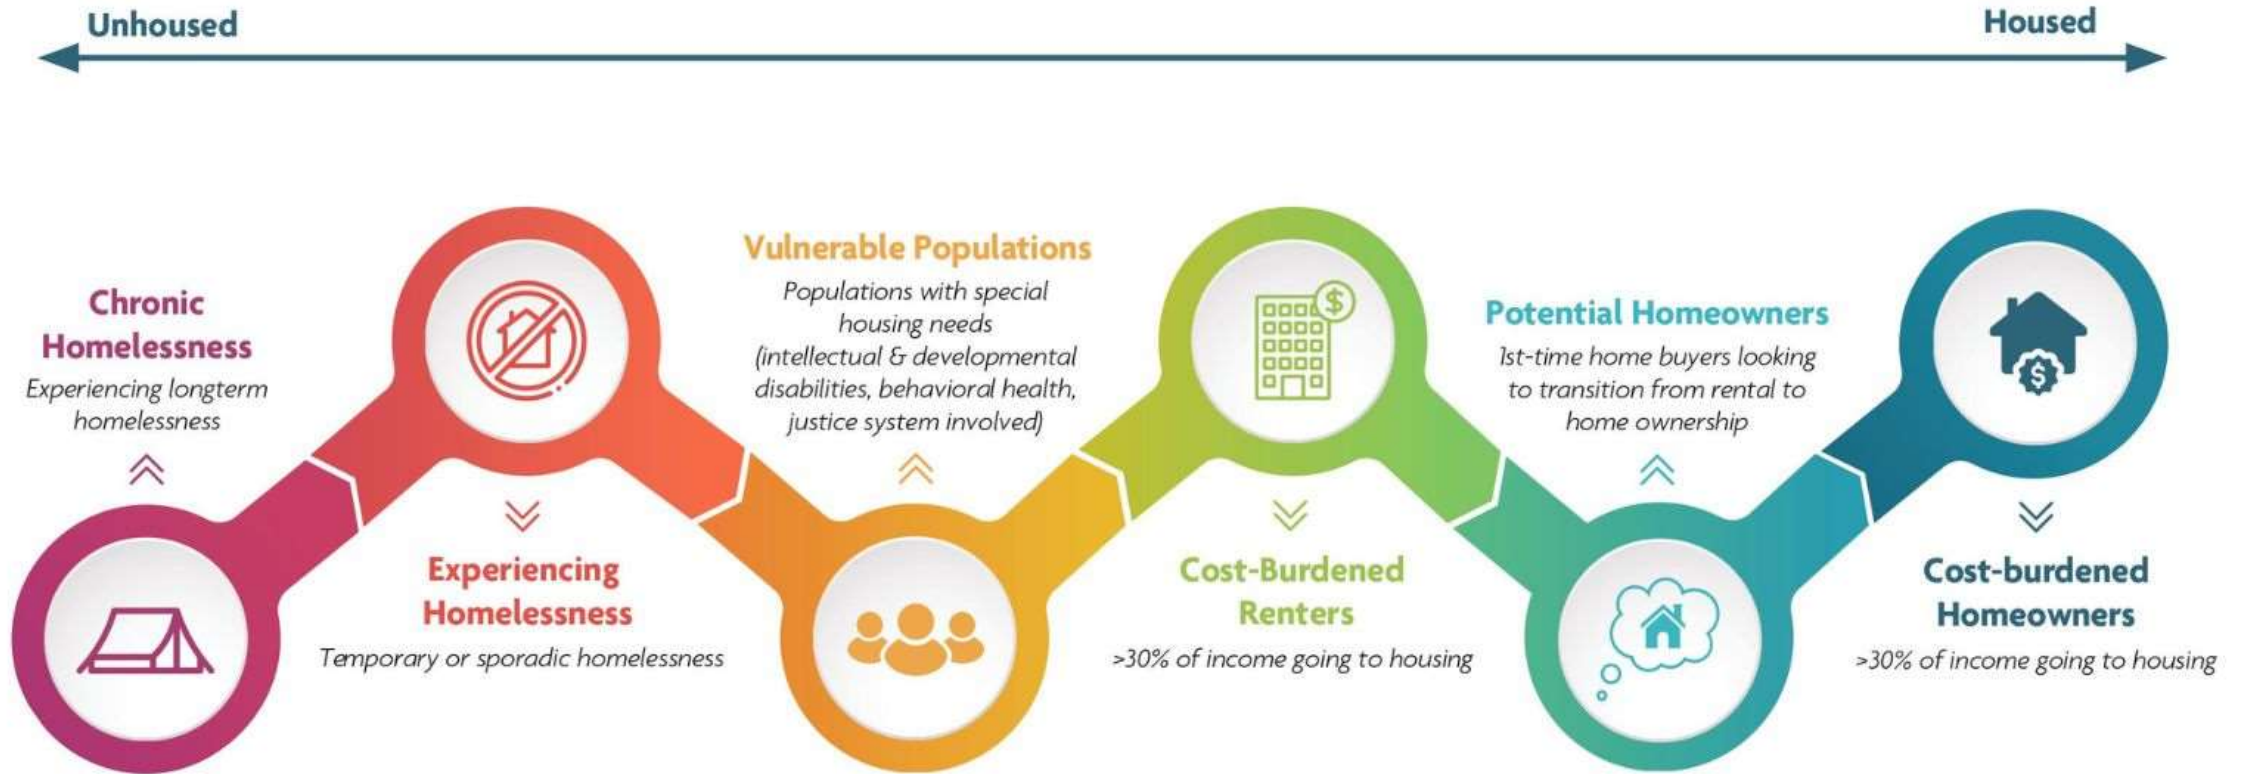 Unhoused
Housed
Chronic
Homelessness
Experiencing longterm
homelessness
Experiencing
Homelessness
Temporary or sporadic homelessness
Vulnerable Populations
Populations with special
housing needs
(intellectual & developmental
disabilities, behavioral health,
justice system involved)
$
Cost-Burdened
Renters
>30% of income going to housing
Potential Homeowners
1st-time home buyers looking
to transition from rental to
home ownership
$
Cost-burdened
Homeowners
>30% of income going to housing